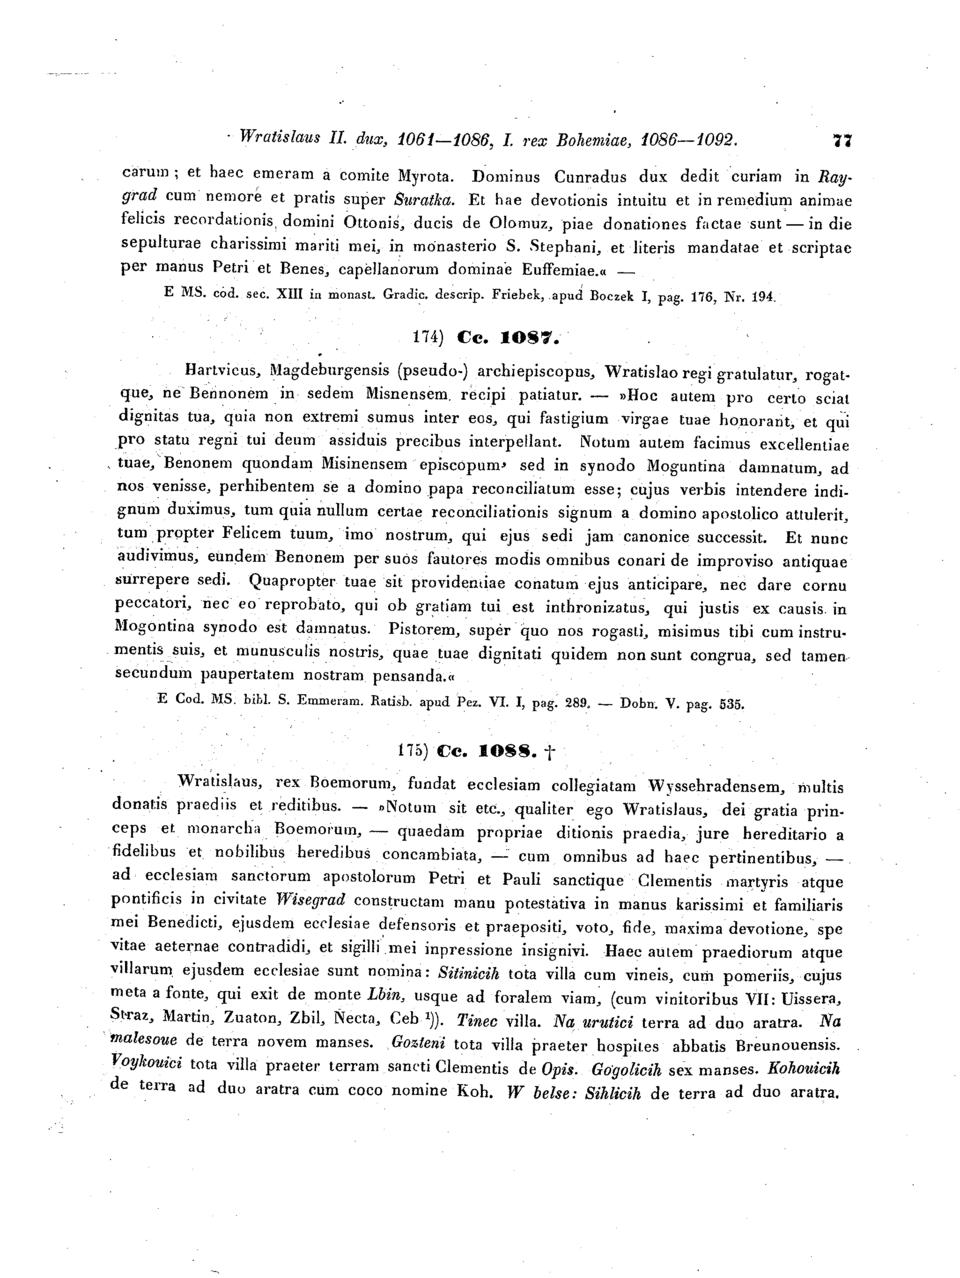 Wratislaus II. dux, 1061—1086, I. rex Bohemiae, 1086—1092. 77
carum ; et haec emeram a comite Myrota. Dominus Cunradus dux dedit curiam in Ray-
grad cum nemore et pratis super Suratka. Et hae devotionis intuitu et in remedium animae
felicis recordationis domini Ottonis, ducis de Olomuz, piae donationes factae sunt — in die
sepulturae charissimi mariti mei, in monasterio S. Stephani, et literis mandatae et scriptae
per manus Petri et Benes, capellanorum dominae Euffemiae.« —
E MS. cod. sec. XIII in monast. Gradic. descrip. Friebek, apud Boczek I, pag. 176, Nr. 194.
174) Cc. 1087.
Hartvicus, Magdeburgensis (pseudo-) archiepiscopus, Wratislao regi gratulatur, rogat-
que, ne Bennonem in sedem Misnensem recipi patiatur. — »Hoc autem pro certo sciat
dignitas tua, quia non extremi sumus inter eos, qui fastigium virgae tuae honorant, et qui
pro statu regni tui deum assiduis precibus interpellant. Notum autem facimus excellentiae
tuae, Benonem quondam Misinensem episcopum, sed in synodo Moguntina damnatum, ad
nos venisse, perhibentem se a domino papa reconciliatum esse; cujus verbis intendere indi-
gnum duximus, tum quia nullum certae reconciliationis signum a domino apostolico attulerit,
tum propter Felicem tuum, imo nostrum, qui ejus sedi jam canonice successit. Et nunc
audivimus, eundem Benonem per suos fautores modis omnibus conari de improviso antiquae
surrepere sedi. Quapropter tuae sit providentiae conatum ejus anticipare, nec dare cornu
peccatori, nec eo reprobato, qui ob gratiam tui est inthronizatus, qui justis ex causis in
Mogontina synodo est damnatus. Pistorem, super quo nos rogasti, misimus tibi cum instru-
mentis suis, et munusculis nostris, quae tuae dignitati quidem non sunt congrua, sed tamen
secundum paupertatem nostram pensanda.«
E Cod. MS. bibl. S. Emmeram. Ratisb. apud Pez. VI. I, pag. 289. — Dobn. V. pag. 535.
175) Cc. 1088. †
Wratislaus, rex Boemorum, fundat ecclesiam collegiatam Wyssehradensem, multis
donatis praediis et reditibus. — »Notum sit etc., qualiter ego Wratislaus, dei gratia prin-
ceps et monarcha Boemorum, — quaedam propriae ditionis praedia, jure hereditario a
fidelibus et nobilibus heredibus concambiata, — cum omnibus ad haec pertinentibus, —
ad ecclesiam sanctorum apostolorum Petri et Pauli sanctique Clementis martyris atque
pontificis in civitate Wisegrad constructam manu potestativa in manus karissimi et familiaris
mei Benedicti, ejusdem ecclesiae defensoris et praepositi, voto, fide, maxima devotione, spe
vitae aeternae contradidi, et sigilli mei inpressione insignivi. Haec autem praediorum atque
villarum ejusdem ecclesiae sunt nomina: Sitinicih tota villa cum vineis, cum pomeriis, cujus
meta a fonte, qui exit de monte Lbin, usque ad foralem viam, (cum vinitoribus VII: Uissera,
Straz, Martin, Zuaton, Zbil, Necta, Ceb ¹)). Tinec villa. Na urutici terra ad duo aratra. Na
malesoue de terra novem manses. Gozteni tota villa praeter hospites abbatis Breunouensis.
Voykouici tota villa praeter terram sancti Clementis de Opis. Gogolicih sex manses. Kohouicih
de terra ad duo aratra cum coco nomine Koh. W belse: Sihlicih de terra ad duo aratra.